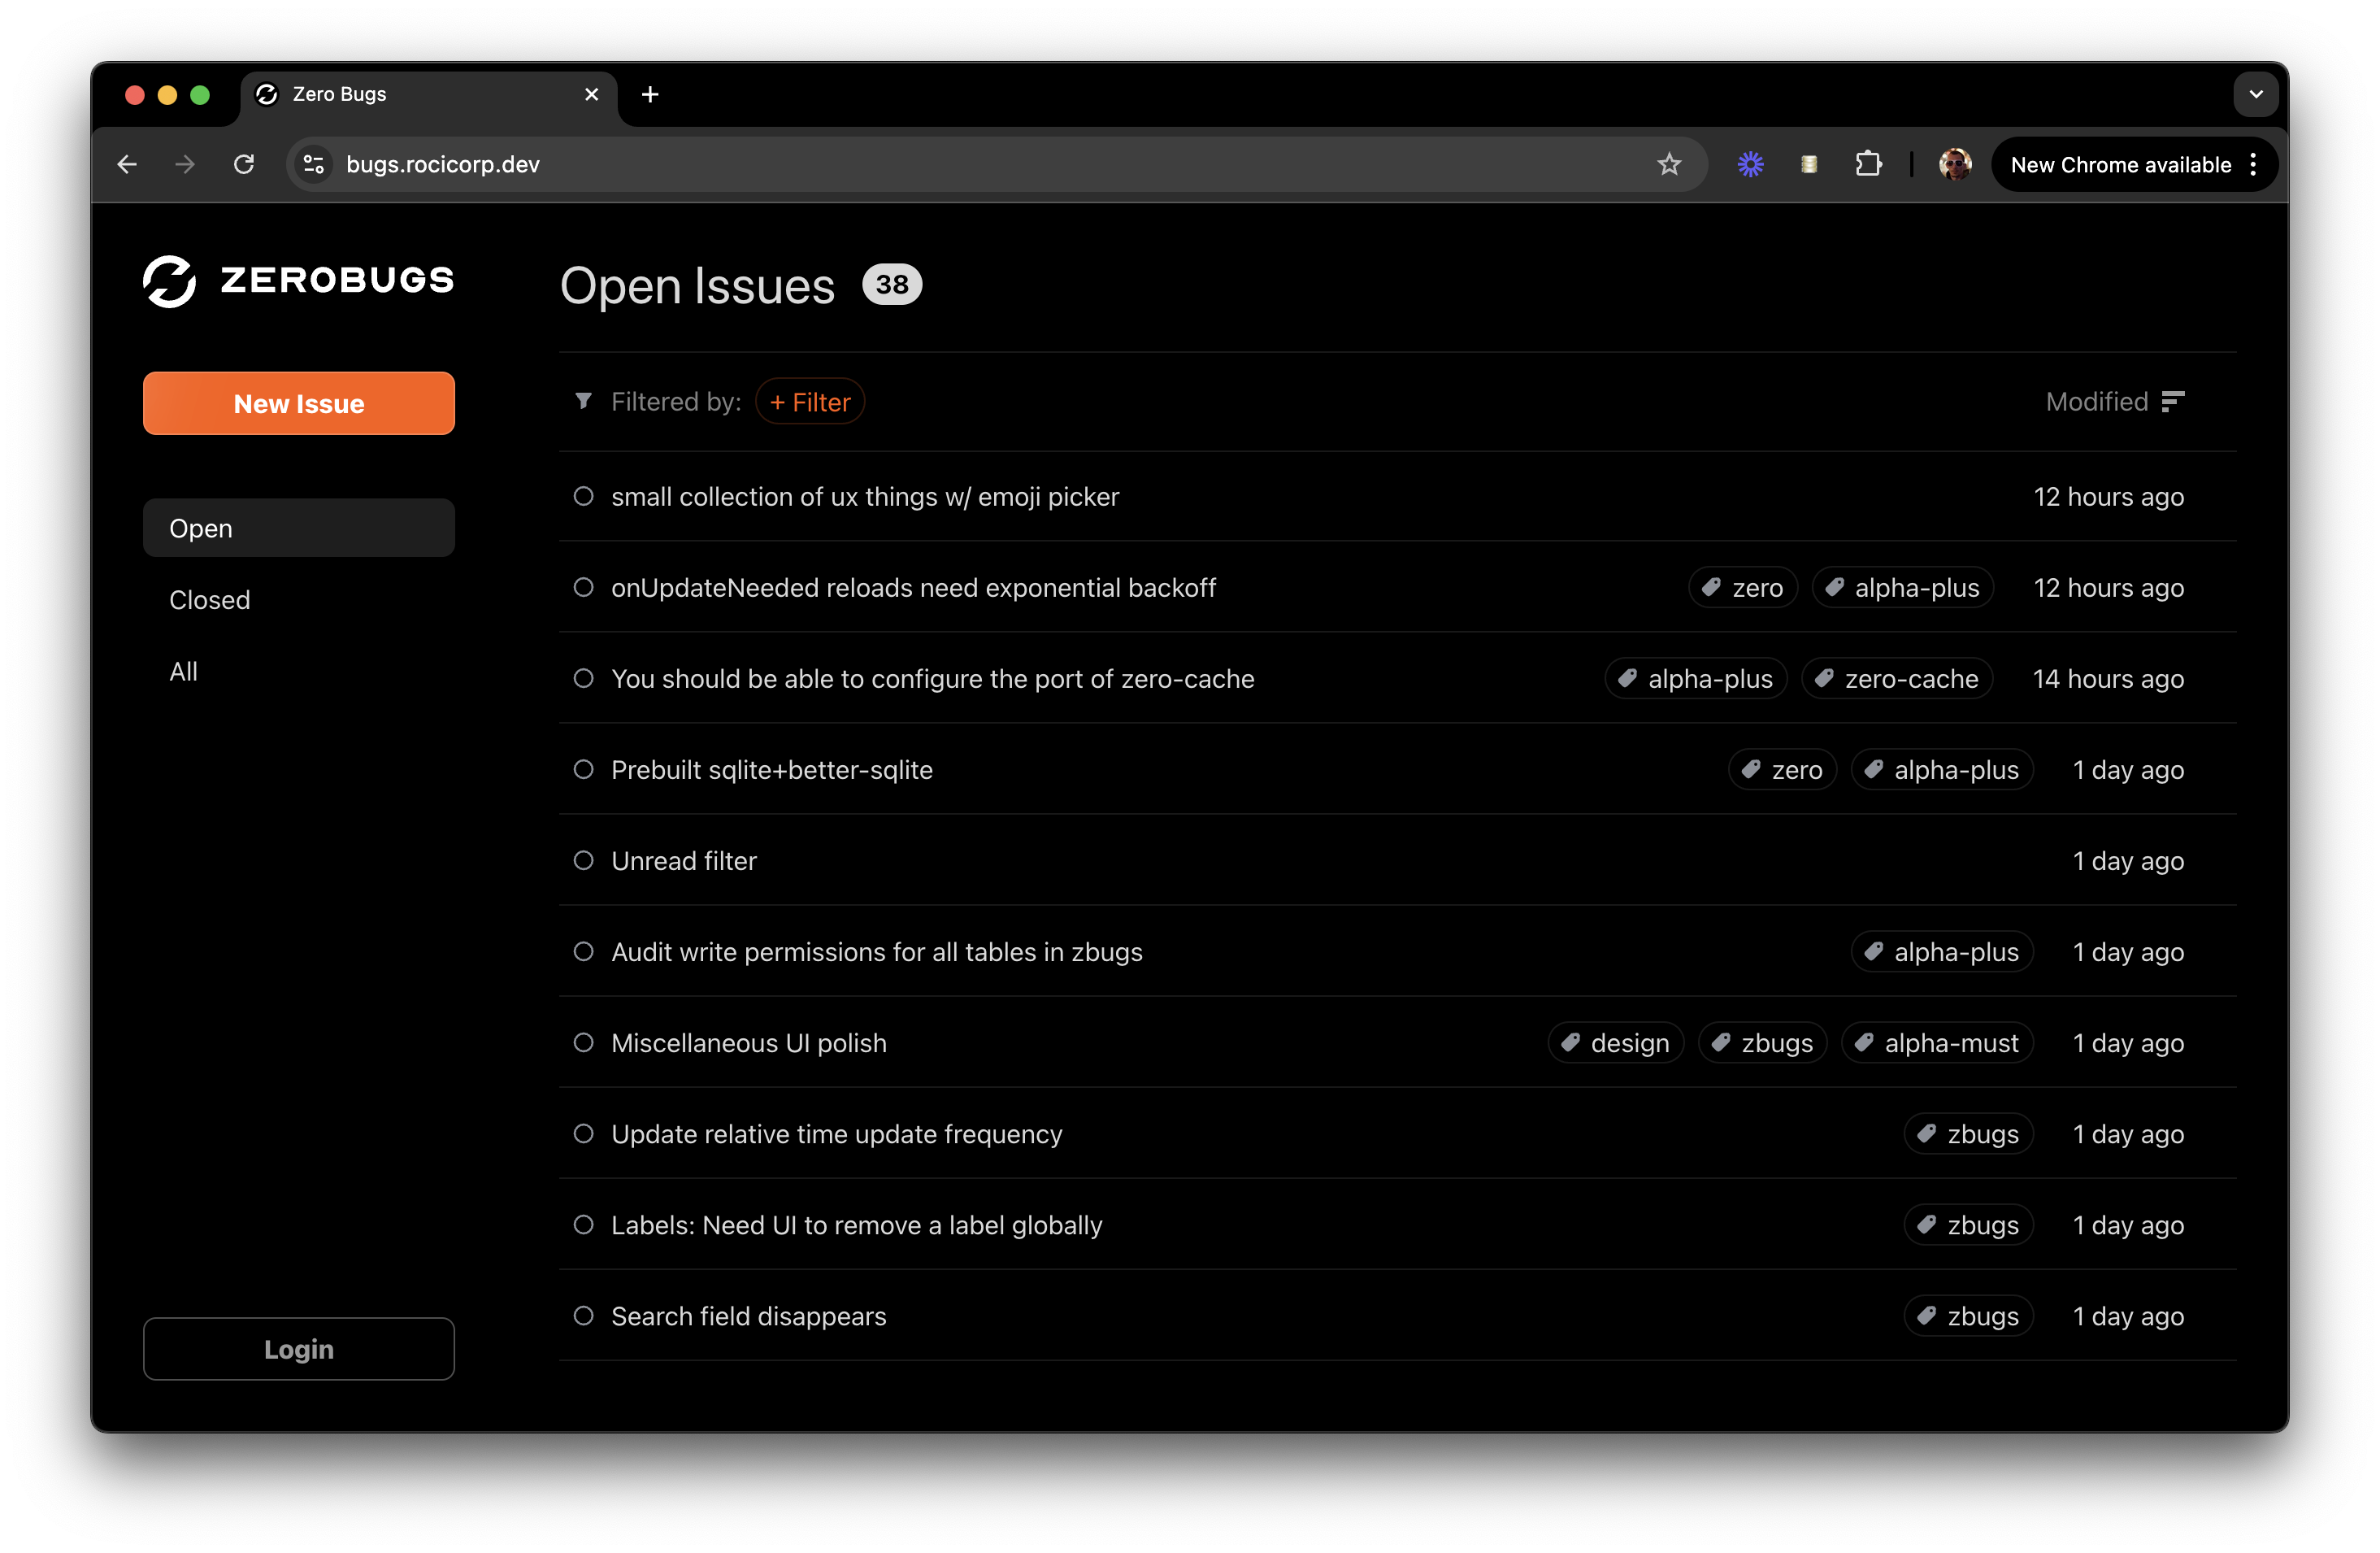 Zero Bugs
bugs.rocicorp.dev
New Chrome available
ZEROBUGS
New Issue
Open
Closed
All
Login
Open Issues 38
Filtered by: + Filter Modified
small collection of ux things w/ emoji picker 12 hours ago
onUpdateNeeded reloads need exponential backoff zero alpha-plus 12 hours ago
You should be able to configure the port of zero-cache alpha-plus zero-cache 14 hours ago
Prebuilt sqlite+better-sqlite zero alpha-plus 1 day ago
Unread filter 1 day ago
Audit write permissions for all tables in zbugs alpha-plus 1 day ago
Miscellaneous UI polish design zbugs alpha-must 1 day ago
Update relative time update frequency zbugs 1 day ago
Labels: Need UI to remove a label globally zbugs 1 day ago
Search field disappears zbugs 1 day ago